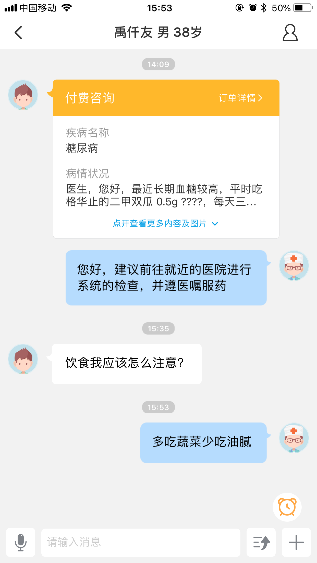 中国移动
15:53
50%
禹仟友 男 38岁
14:09
付费咨询
订单详情
疾病名称
糖尿病
病情状况
医生，您好，最近长期血糖较高，平时吃
格华止的二甲双瓜 0.5g ????，每天三...
点开查看更多内容及图片
您好，建议前往就近的医院进行
系统的检查，并遵医嘱服药
15:35
饮食我应该怎么注意?
15:53
多吃蔬菜少吃油腻
请输入消息